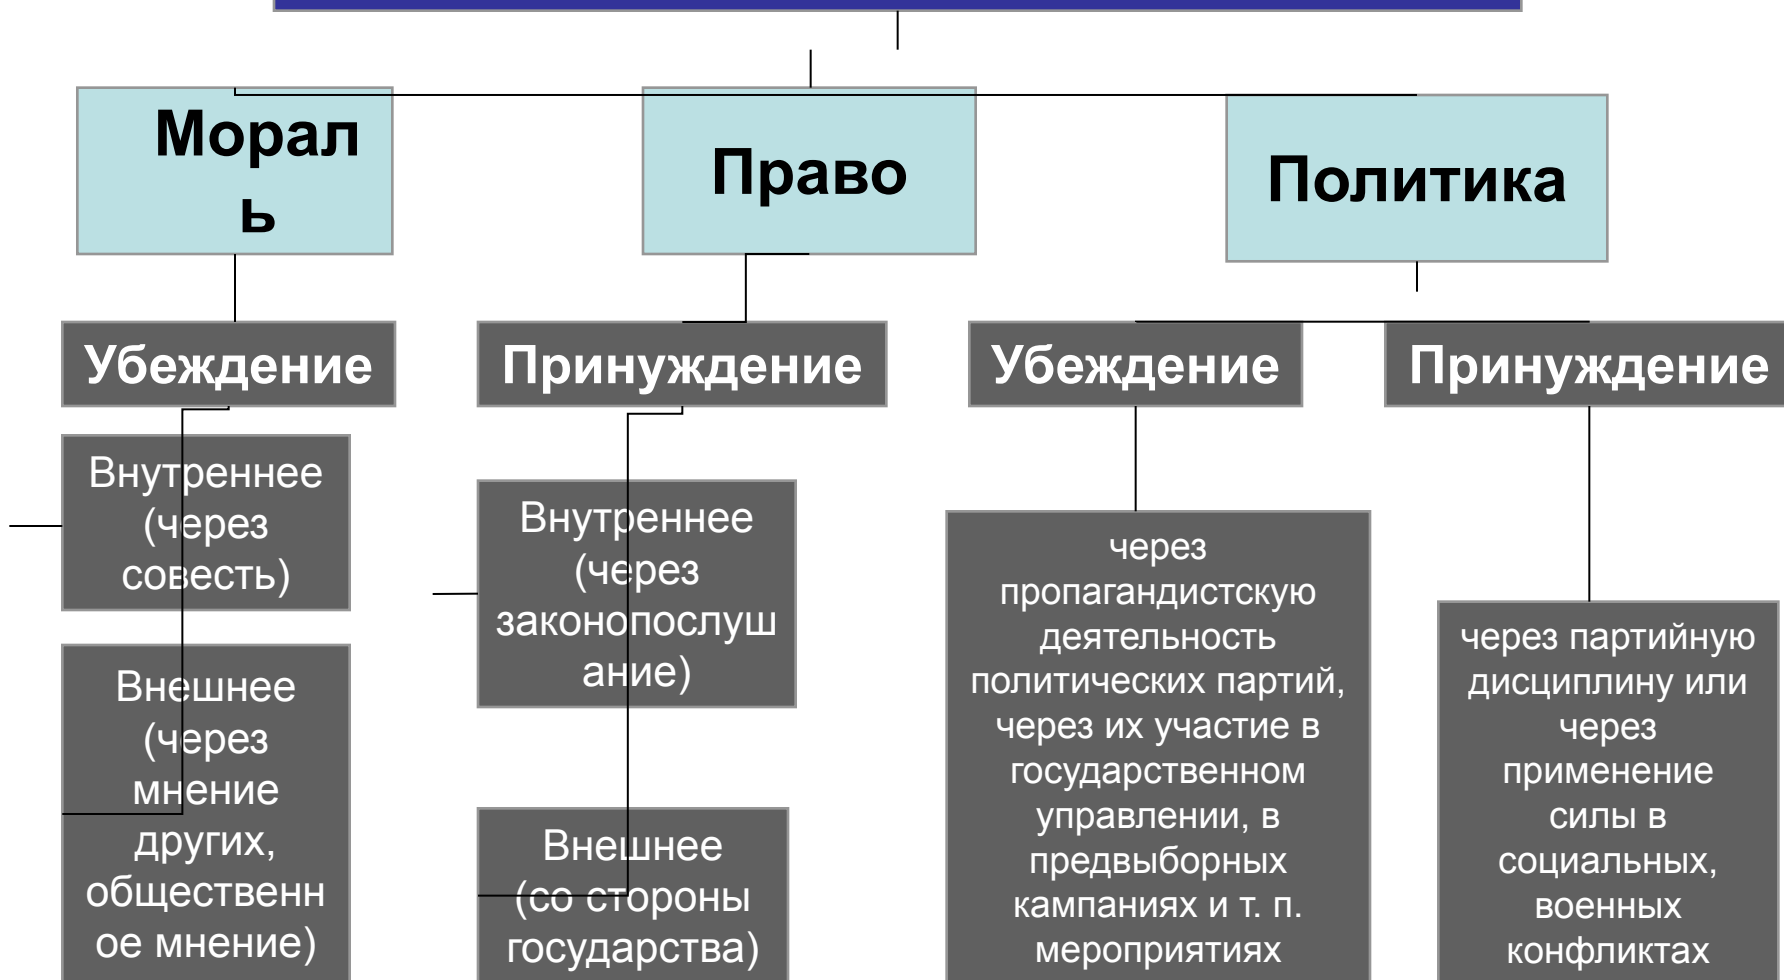 Морал
ь
Право
Политика
Убеждение
Принуждение
Убеждение
Принуждение
Внутреннее
(через
совесть)
Внешнее
(через
мнение
других,
общественн
ое мнение)
Внутреннее
(через
законопослуш
ание)
Внешнее
(со стороны
государства)
через
пропагандистскую
деятельность
политических партий,
через их участие в
государственном
управлении, в
предвыборных
кампаниях и т. п.
мероприятиях
через партийную
дисциплину или
через
применение
силы в
социальных,
военных
конфликтах